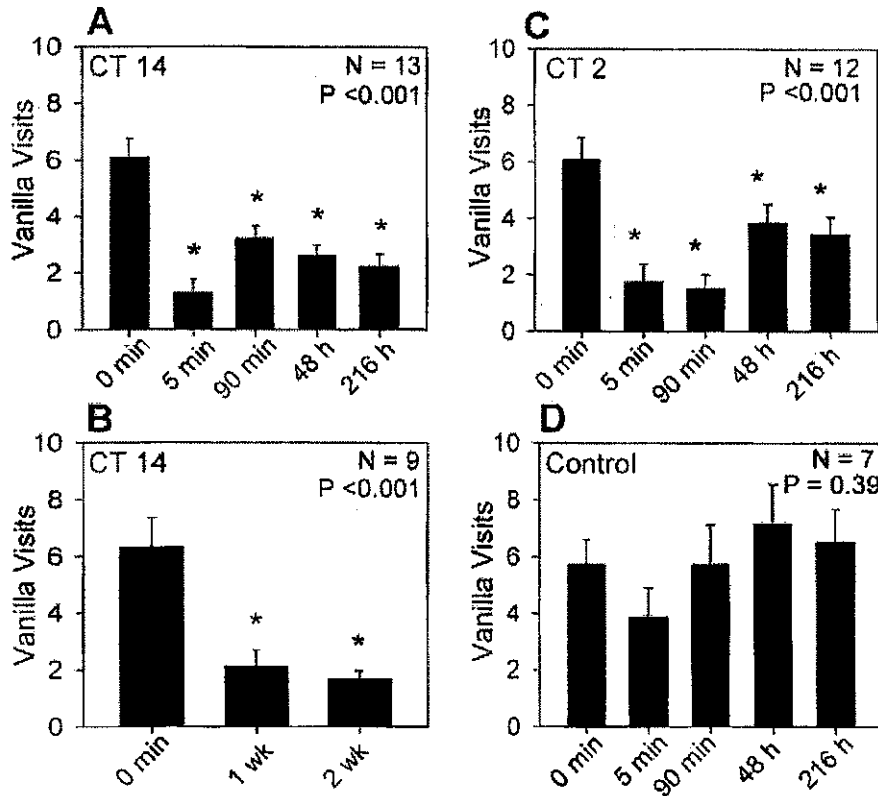 A
CT 14
N = 13
P <0.001
Vanilla Visits
10
8
6
4
2
0
0 min
5 min
90 min
48 h
216 h
*
*
*
*
C
CT 2
N = 12
P <0.001
Vanilla Visits
10
8
6
4
2
0
0 min
5 min
90 min
48 h
216 h
*
*
*
*
B
CT 14
N = 9
P <0.001
Vanilla Visits
10
8
6
4
2
0
0 min
1 wk
2 wk
*
*
D
Control
N = 7
P = 0.39
Vanilla Visits
10
8
6
4
2
0
0 min
5 min
90 min
48 h
216 h